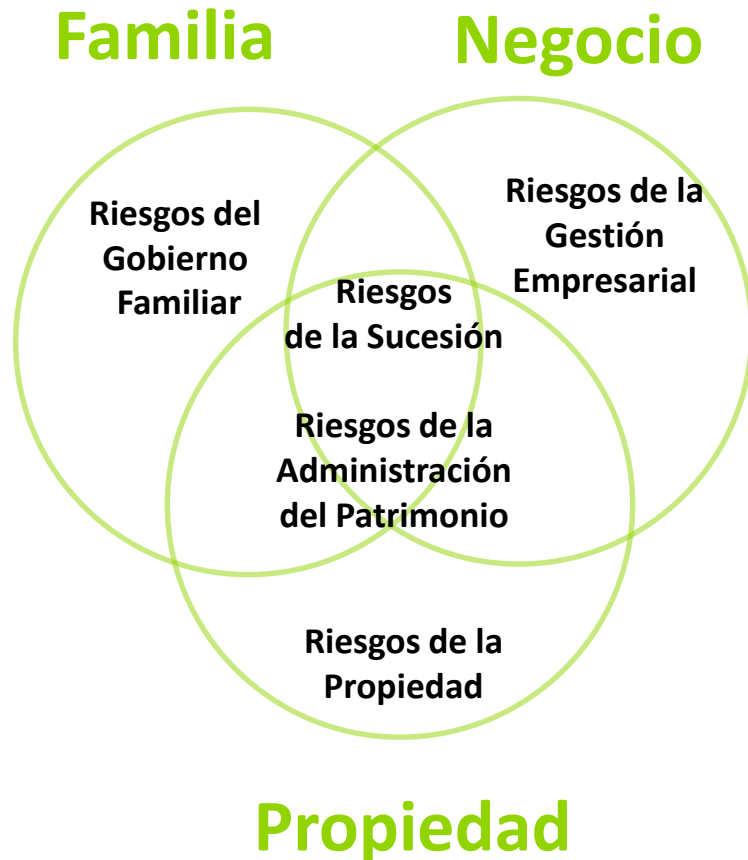 Familia
Negocio
Riesgos del
Gobierno
Familiar
Riesgos de la
Gestión
Empresarial
Riesgos
de la Sucesión
Riesgos de la
Administración
del Patrimonio
Riesgos de la
Propiedad
Propiedad